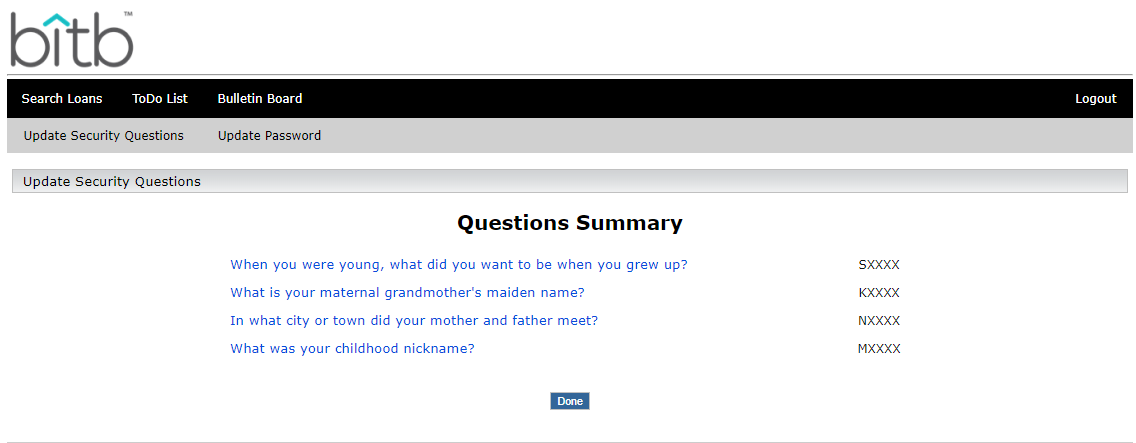 bitb™
Search Loans ToDo List Bulletin Board Logout
Update Security Questions Update Password
Update Security Questions
Questions Summary
When you were young, what did you want to be when you grew up? SXXXX
What is your maternal grandmother's maiden name? KXXXX
In what city or town did your mother and father meet? NXXXX
What was your childhood nickname? MXXXX
Done